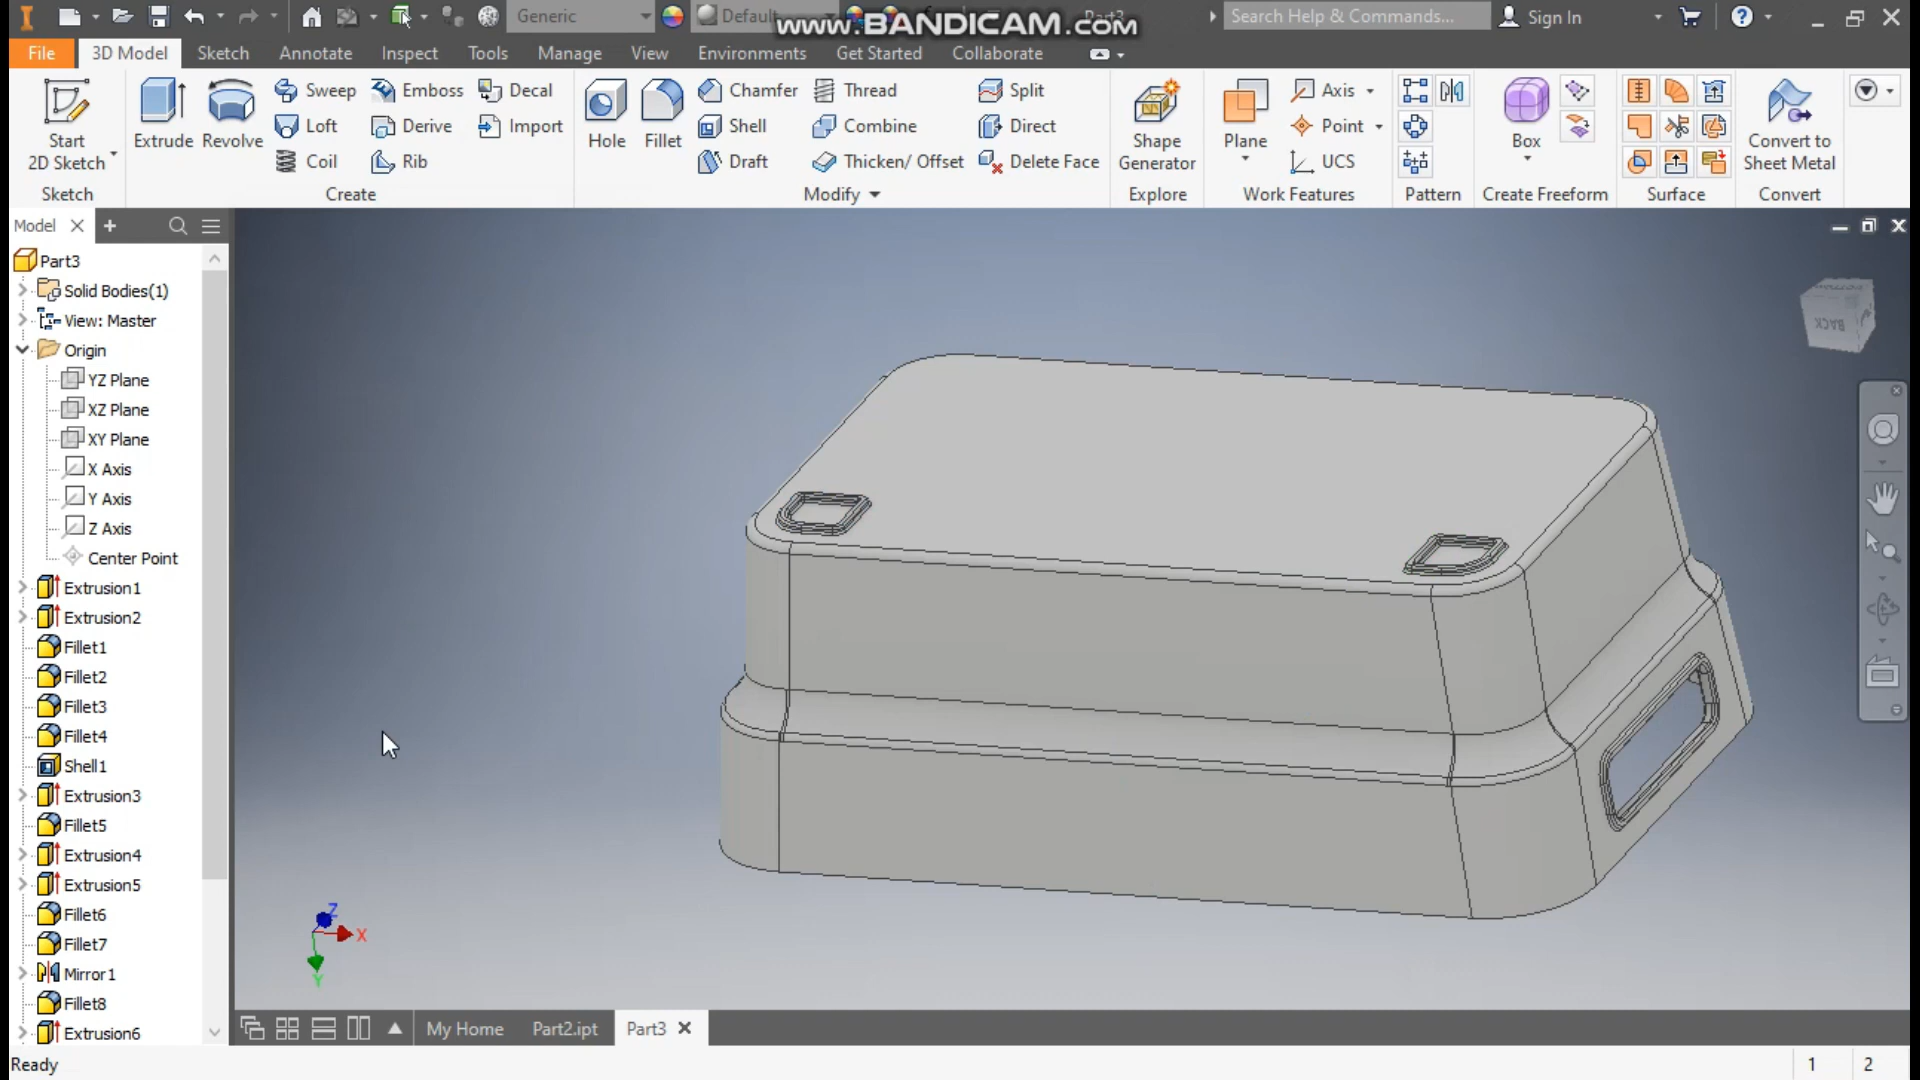 Generic
Default
www.BANDICAM.com
Search Help & Commands...
Sign In
File
3D Model
Sketch
Annotate
Inspect
Tools
Manage
View
Environments
Get Started
Collaborate
Start
2D Sketch
Sketch
Extrude
Revolve
Sweep
Loft
Coil
Emboss
Derive
Rib
Decal
Import
Create
Hole
Fillet
Chamfer
Shell
Draft
Thread
Combine
Thicken/ Offset
Split
Direct
Delete Face
Modify
Shape
Generator
Explore
Plane
Axis
Point
UCS
Work Features
Pattern
Box
Create Freeform
Surface
Convert to
Sheet Metal
Convert
Model
Part3
Solid Bodies(1)
View: Master
Origin
YZ Plane
XZ Plane
XY Plane
X Axis
Y Axis
Z Axis
Center Point
Extrusion1
Extrusion2
Fillet1
Fillet2
Fillet3
Fillet4
Shell1
Extrusion3
Fillet5
Extrusion4
Extrusion5
Fillet6
Fillet7
Mirror1
Fillet8
Extrusion6
BACK
Z
X
Y
My Home
Part2.ipt
Part3
Ready
1
2